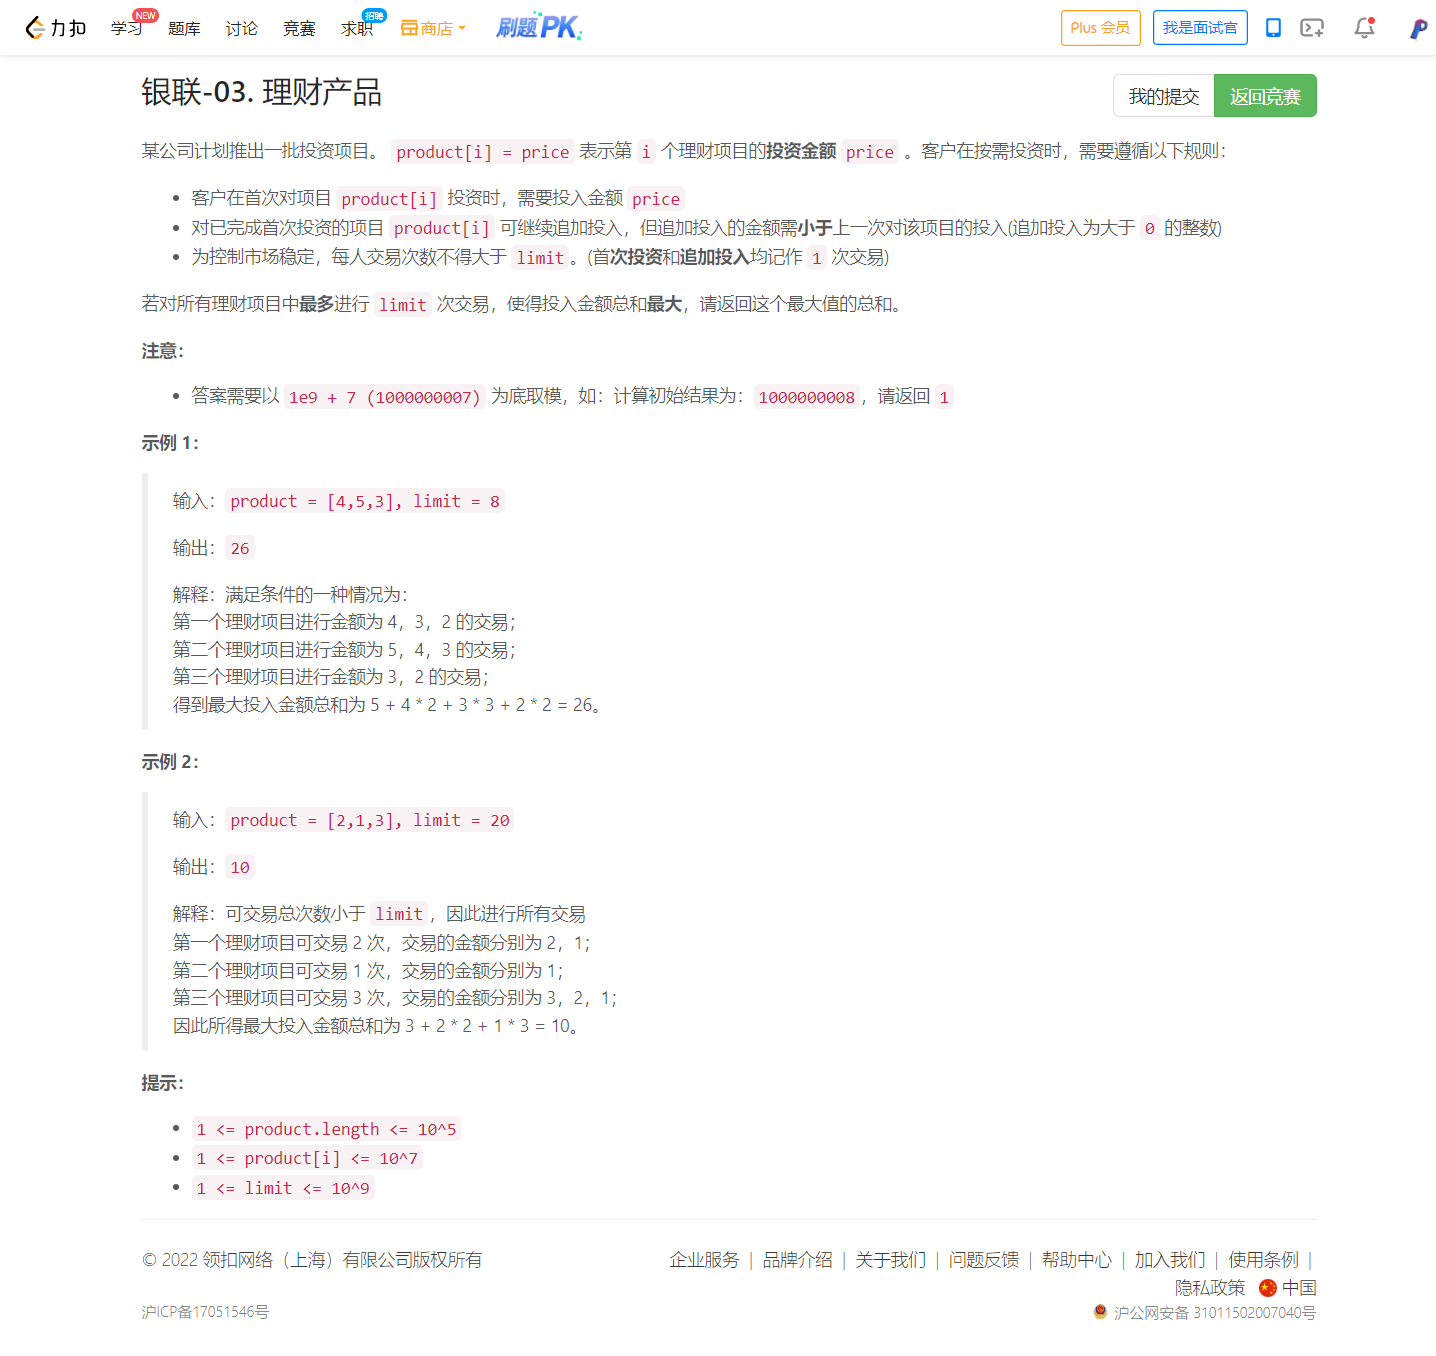 力扣 学习 NEW 题库 讨论 竞赛 求职 招聘 商店 刷题PK Plus 会员 我是面试官
银联-03. 理财产品
我的提交 返回竞赛
某公司计划推出一批投资项目。 product[i] = price 表示第 i 个理财项目的投资金额 price 。客户在按需投资时，需要遵循以下规则：
客户在首次对项目 product[i] 投资时，需要投入金额 price
对已完成首次投资的项目 product[i] 可继续追加投入，但追加投入的金额需小于上一次对该项目的投入(追加投入为大于 0 的整数)
为控制市场稳定，每人交易次数不得大于 limit。(首次投资和追加投入均记作 1 次交易)
若对所有理财项目中最多进行 limit 次交易，使得投入金额总和最大，请返回这个最大值的总和。
注意：
答案需要以 1e9 + 7 (1000000007) 为底取模，如：计算初始结果为：1000000008，请返回 1
示例 1：
输入：product = [4,5,3], limit = 8
输出：26
解释：满足条件的一种情况为：
第一个理财项目进行金额为 4，3，2 的交易；
第二个理财项目进行金额为 5，4，3 的交易；
第三个理财项目进行金额为 3，2 的交易；
得到最大投入金额总和为 5 + 4 * 2 + 3 * 3 + 2 * 2 = 26。
示例 2：
输入：product = [2,1,3], limit = 20
输出：10
解释：可交易总次数小于 limit，因此进行所有交易
第一个理财项目可交易 2 次，交易的金额分别为 2，1；
第二个理财项目可交易 1 次，交易的金额分别为 1；
第三个理财项目可交易 3 次，交易的金额分别为 3，2，1；
因此所得最大投入金额总和为 3 + 2 * 2 + 1 * 3 = 10。
提示：
1 <= product.length <= 10^5
1 <= product[i] <= 10^7
1 <= limit <= 10^9
© 2022 领扣网络（上海）有限公司版权所有
企业服务 | 品牌介绍 | 关于我们 | 问题反馈 | 帮助中心 | 加入我们 | 使用条例 |
隐私政策 中国
沪ICP备17051546号
沪公网安备 31011502007040号